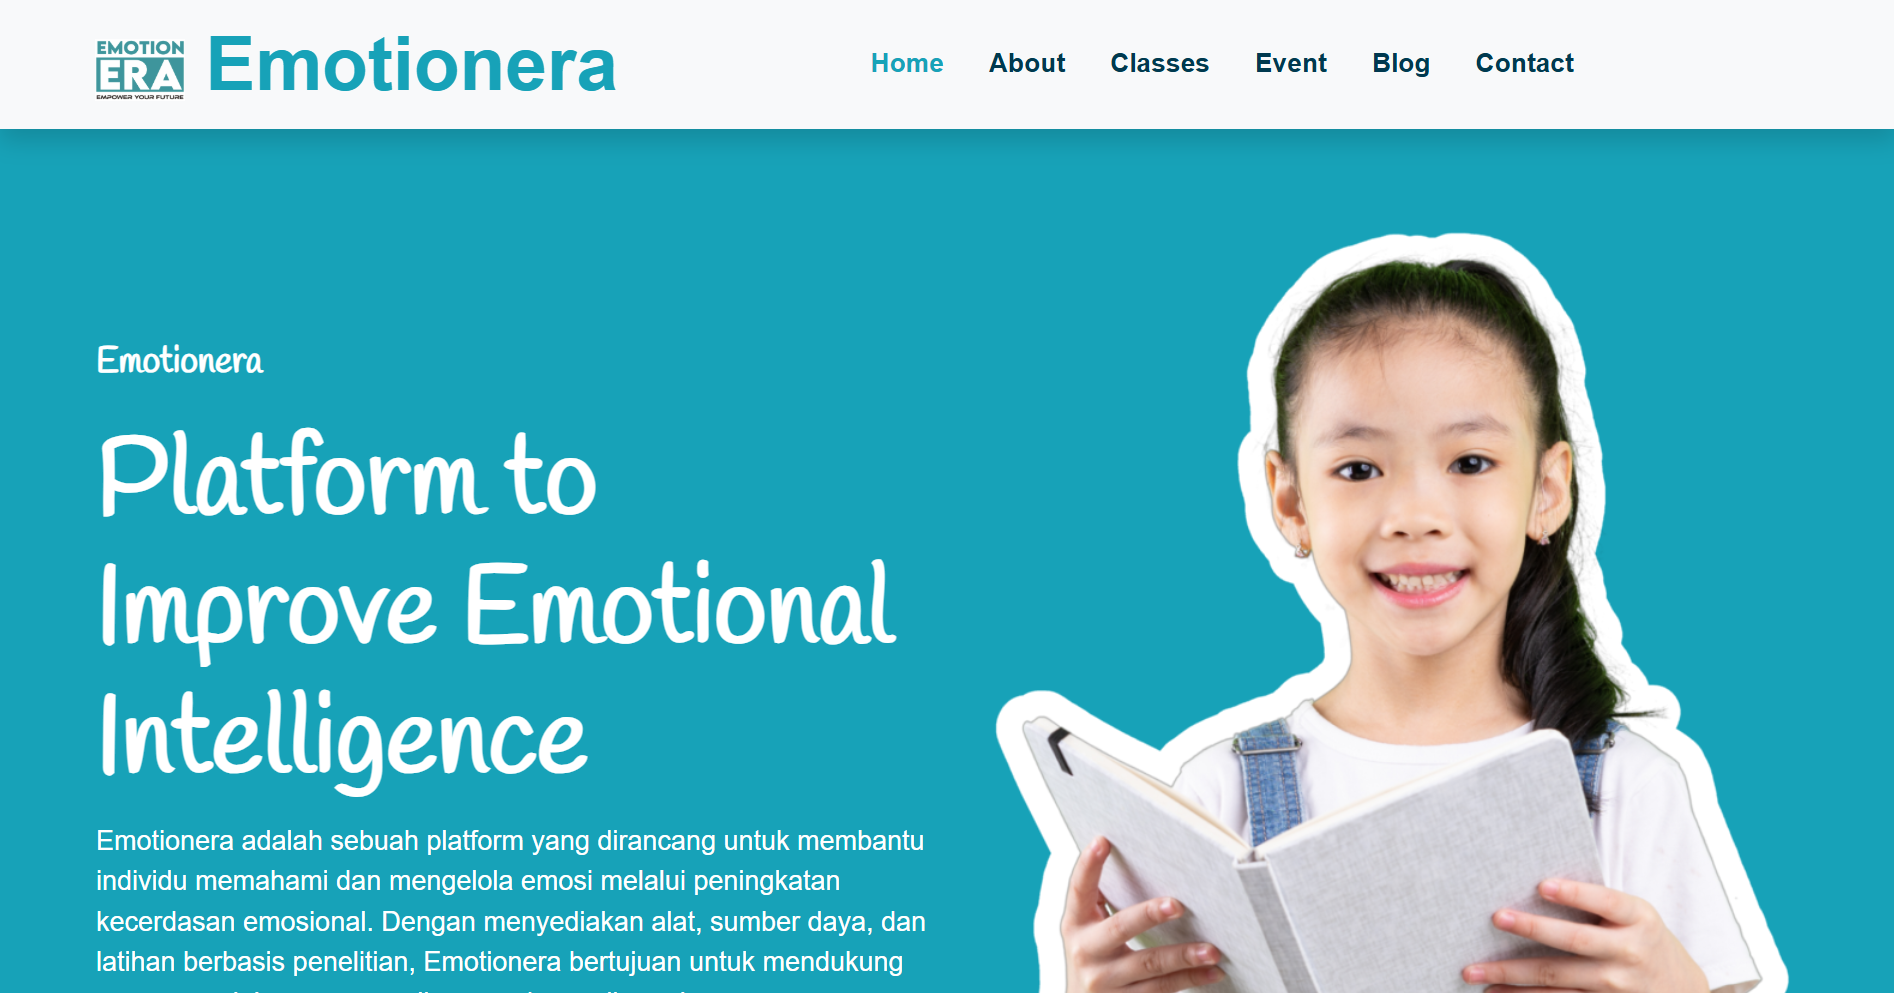 EMOTION
ERA
EMPOWER YOUR FUTURE
Emotionera
Home About Classes Event Blog Contact
Emotionera
Platform to
Improve Emotional
Intelligence
Emotionera adalah sebuah platform yang dirancang untuk membantu
individu memahami dan mengelola emosi melalui peningkatan
kecerdasan emosional. Dengan menyediakan alat, sumber daya, dan
latihan berbasis penelitian, Emotionera bertujuan untuk mendukung